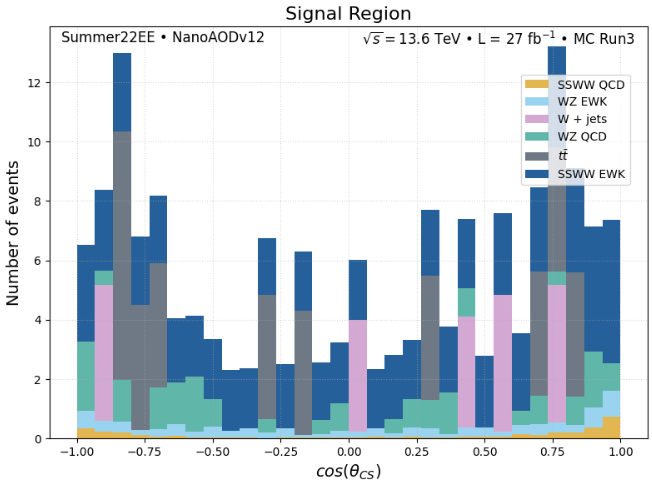 Signal Region
Summer22EE • NanoAODv12
√s = 13.6 TeV • L = 27 fb⁻¹ • MC Run3
SSWW QCD
WZ EWK
W + jets
WZ QCD
tt̄
SSWW EWK
Number of events
12
10
8
6
4
2
0
−1.00 −0.75 −0.50 −0.25 0.00 0.25 0.50 0.75 1.00
cos(θCS)